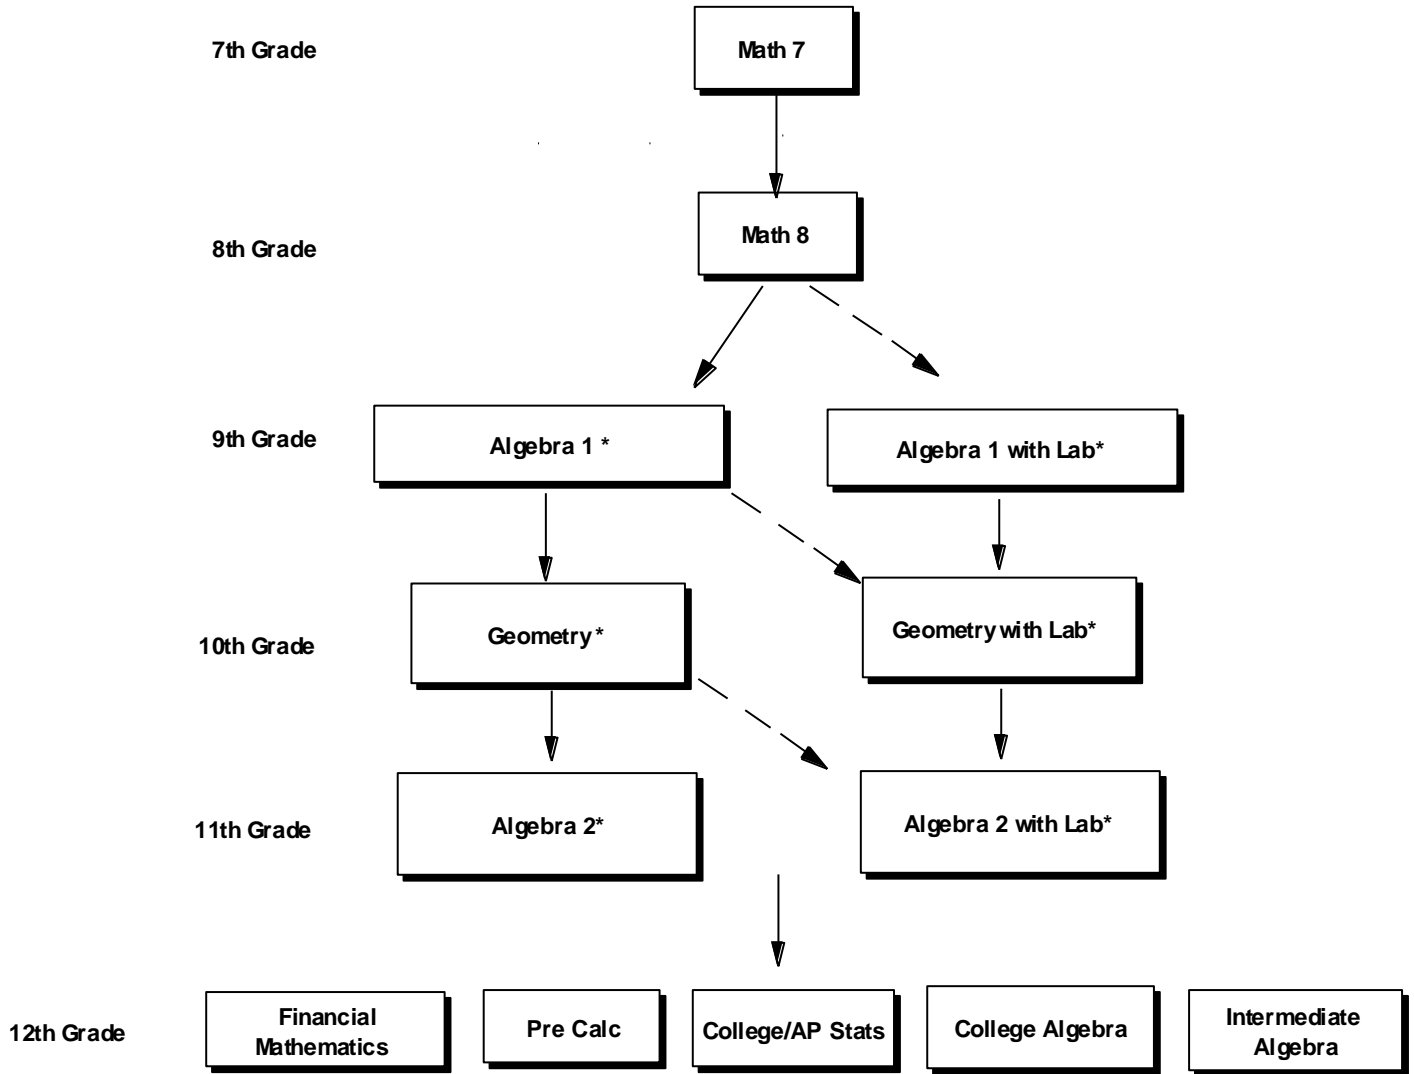 7th Grade
Math 7
8th Grade
Math 8
9th Grade
Algebra 1 *
Algebra 1 with Lab*
10th Grade
Geometry *
Geometry with Lab*
11th Grade
Algebra 2*
Algebra 2 with Lab*
12th Grade
Financial
Mathematics
Pre Calc
College/AP Stats
College Algebra
Intermediate
Algebra